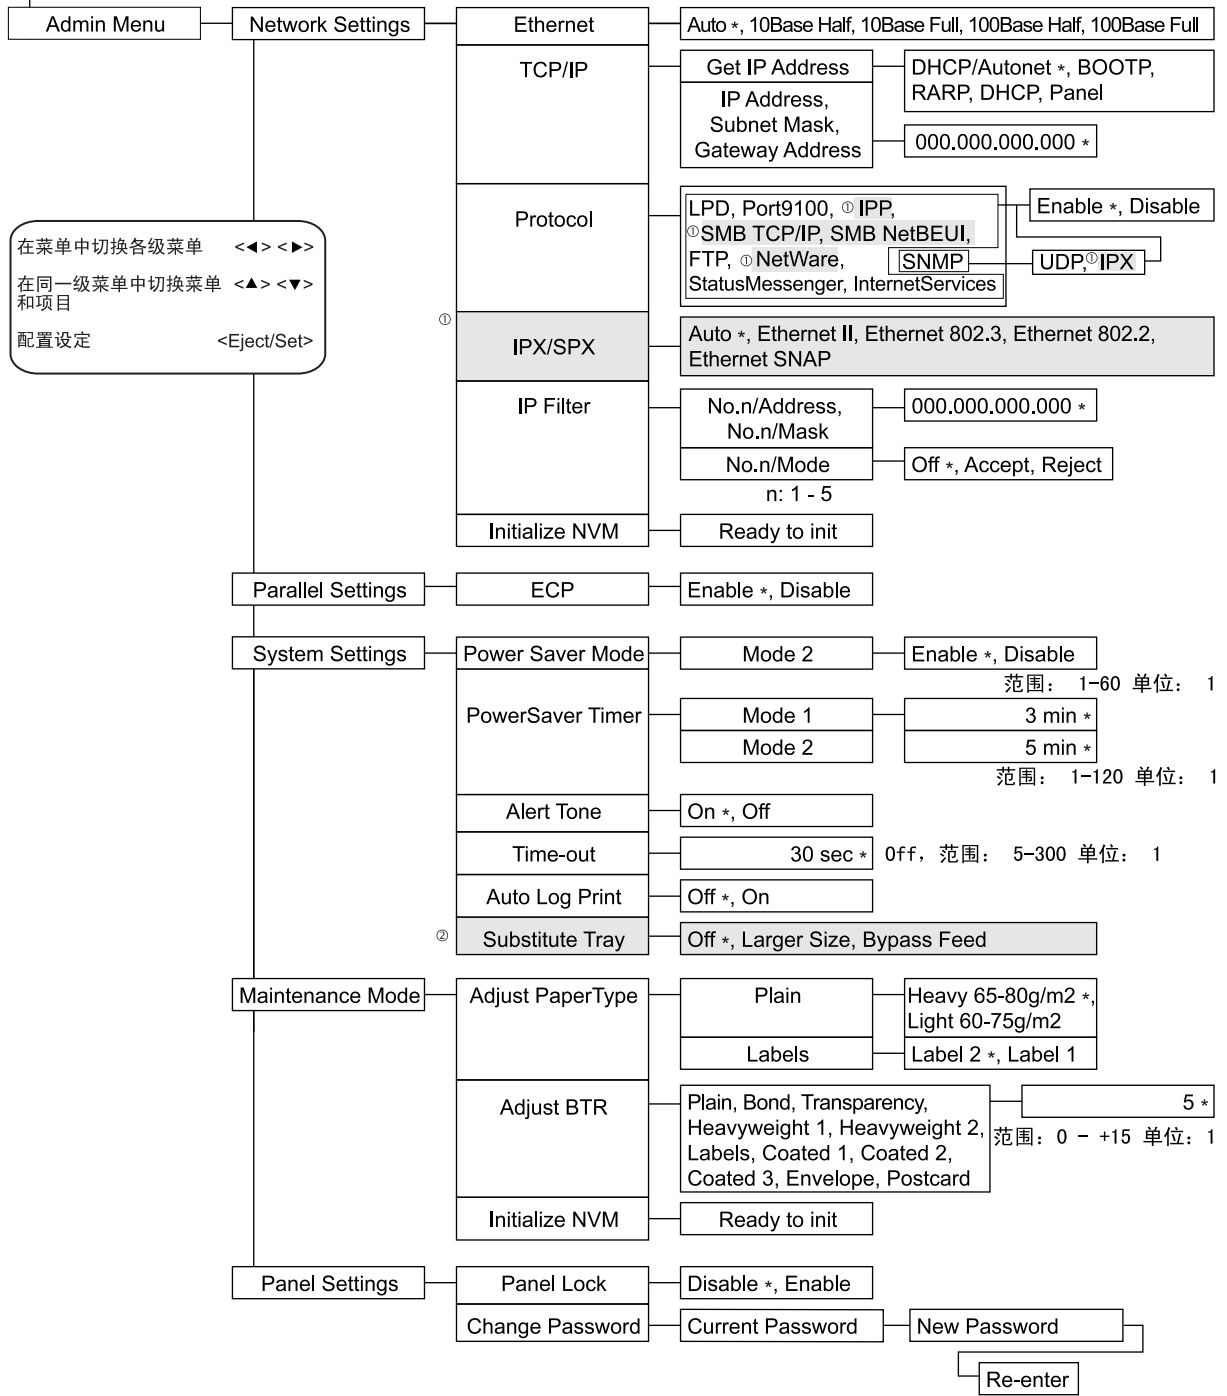 Admin Menu
Network Settings
Ethernet
Auto *, 10Base Half, 10Base Full, 100Base Half, 100Base Full
TCP/IP
Get IP Address
DHCP/Autonet *, BOOTP,
RARP, DHCP, Panel
IP Address,
Subnet Mask,
Gateway Address
000.000.000.000 *
Protocol
LPD, Port9100, ① IPP,
①SMB TCP/IP, SMB NetBEUI,
FTP, ① NetWare,
SNMP
StatusMessenger, InternetServices
Enable *, Disable
UDP,①IPX
在菜单中切换各级菜单 <◀> <▶>
在同一级菜单中切换菜单 <▲> <▼>
和项目
配置设定 <Eject/Set>
①
IPX/SPX
Auto *, Ethernet II, Ethernet 802.3, Ethernet 802.2,
Ethernet SNAP
IP Filter
No.n/Address,
No.n/Mask
000.000.000.000 *
No.n/Mode
Off *, Accept, Reject
n: 1 - 5
Initialize NVM
Ready to init
Parallel Settings
ECP
Enable *, Disable
System Settings
Power Saver Mode
Mode 2
Enable *, Disable
范围： 1-60 单位： 1
PowerSaver Timer
Mode 1
3 min *
Mode 2
5 min *
范围： 1-120 单位： 1
Alert Tone
On *, Off
Time-out
30 sec *
Off，范围： 5-300 单位： 1
Auto Log Print
Off *, On
②
Substitute Tray
Off *, Larger Size, Bypass Feed
Maintenance Mode
Adjust PaperType
Plain
Heavy 65-80g/m2 *,
Light 60-75g/m2
Labels
Label 2 *, Label 1
Adjust BTR
Plain, Bond, Transparency,
Heavyweight 1, Heavyweight 2,
Labels, Coated 1, Coated 2,
Coated 3, Envelope, Postcard
5 *
范围：0 - +15 单位：1
Initialize NVM
Ready to init
Panel Settings
Panel Lock
Disable *, Enable
Change Password
Current Password
New Password
Re-enter